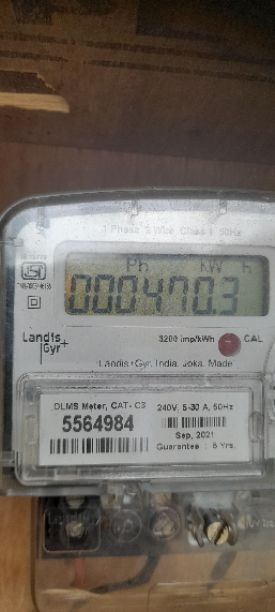 1 Phase 2 Wire Class 1 50Hz
Ph kW h
000470.3
Landis
Gyr+
3200 imp/kWh
CAL
Landis+Gyr, India, Joka, Made
DLMS Meter, CAT- C3
5564984
240V, 5-30 A, 50Hz
Sep, 2021
Guarantee : 5 Yrs.